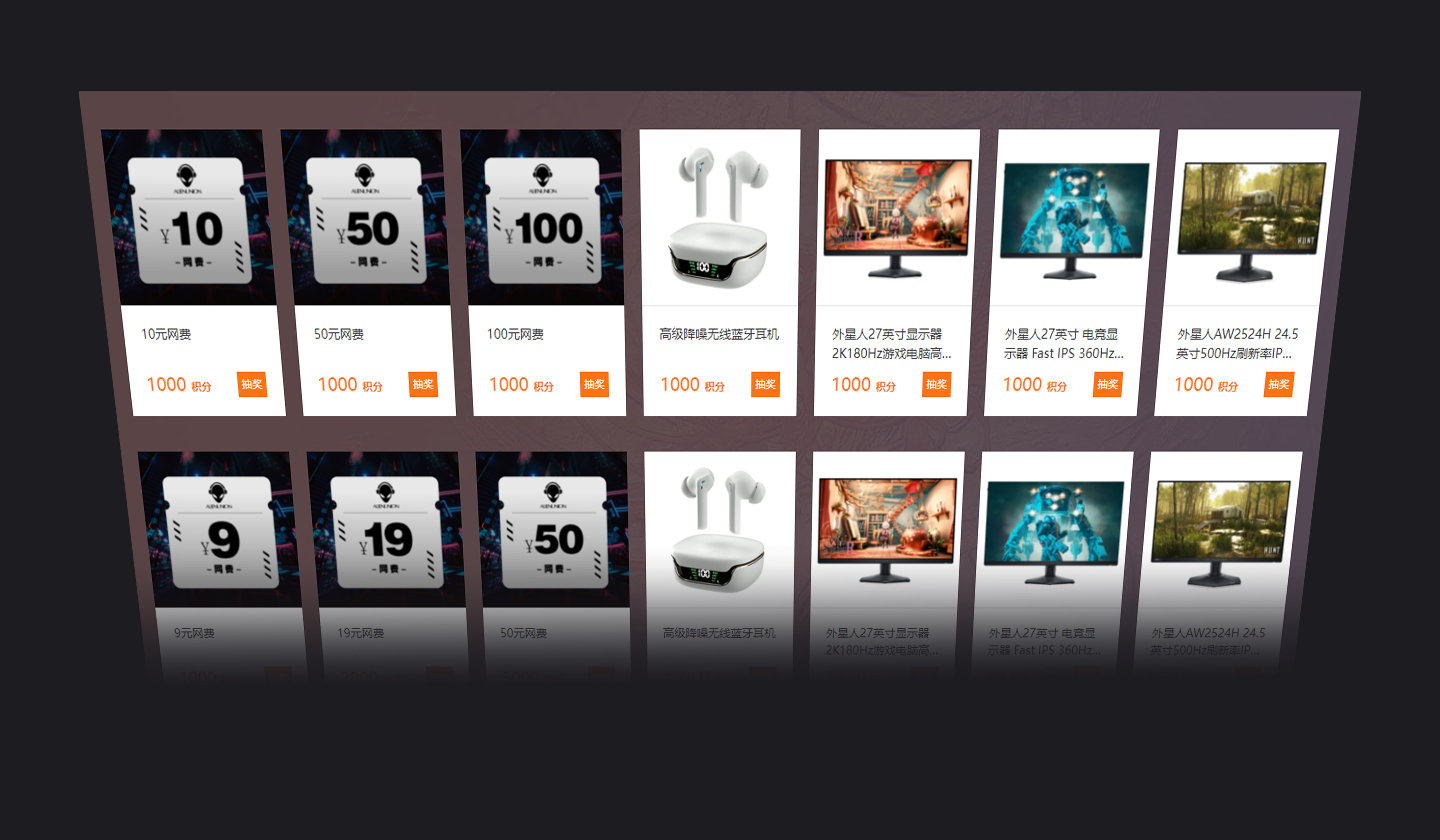 ALIENUNION
ALIENUNION
ALIENUNION
¥10
¥50
¥100
100
HUNT
- 网费 -
- 网费 -
- 网费 -
10元网费
50元网费
100元网费
高级降噪无线蓝牙耳机
外星人27英寸显示器
2K180Hz游戏电脑高...
外星人27英寸 电竞显
示器 Fast IPS 360Hz...
外星人AW2524H 24.5
英寸500Hz刷新率IP...
1000 积分 抽奖
1000 积分 抽奖
1000 积分 抽奖
1000 积分 抽奖
1000 积分 抽奖
1000 积分 抽奖
1000 积分 抽奖
ALIENUNION
ALIENUNION
ALIENUNION
¥9
¥19
¥50
100
HUNT
- 网费 -
- 网费 -
- 网费 -
9元网费
19元网费
50元网费
高级降噪无线蓝牙耳机
外星人27英寸显示器
2K180Hz游戏电脑高...
外星人27英寸 电竞显
示器 Fast IPS 360Hz...
外星人AW2524H 24.5
英寸500Hz刷新率IP...